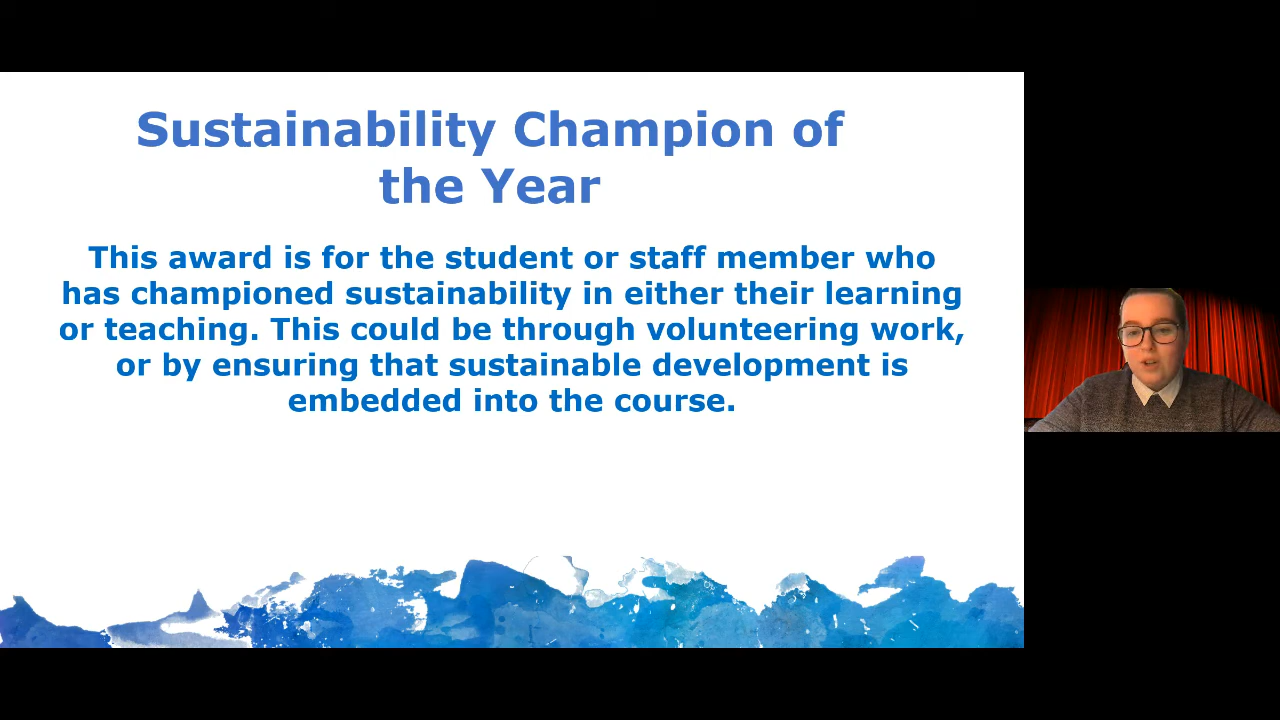 Sustainability Champion of
the Year
This award is for the student or staff member who
has championed sustainability in either their learning
or teaching. This could be through volunteering work,
or by ensuring that sustainable development is
embedded into the course.